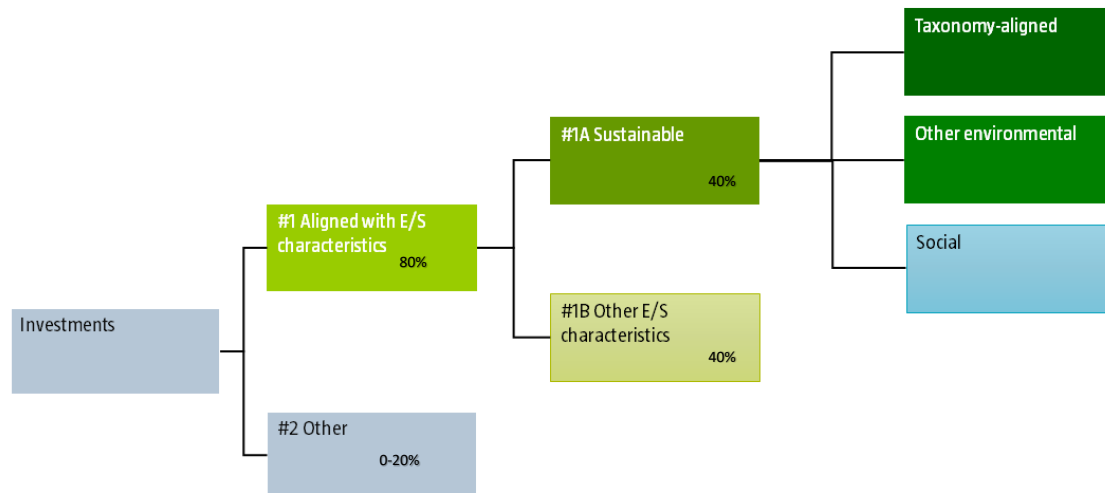 Taxonomy-aligned
#1A Sustainable
40%
Other environmental
#1 Aligned with E/S
characteristics
80%
Social
Investments
#1B Other E/S
characteristics
40%
#2 Other
0-20%